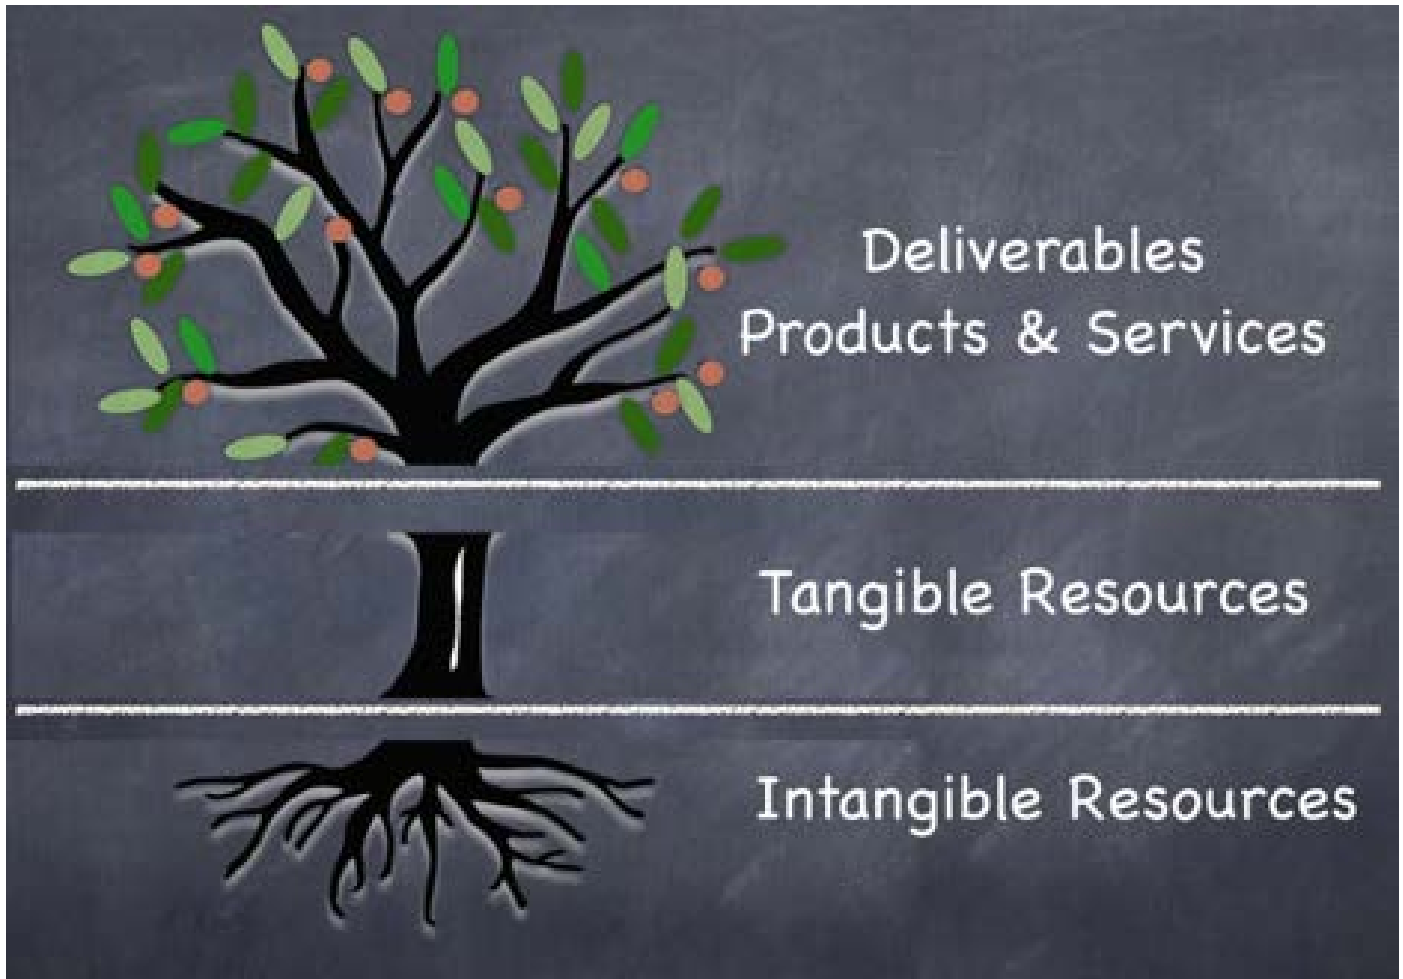 Deliverables
Products & Services
Tangible Resources
Intangible Resources